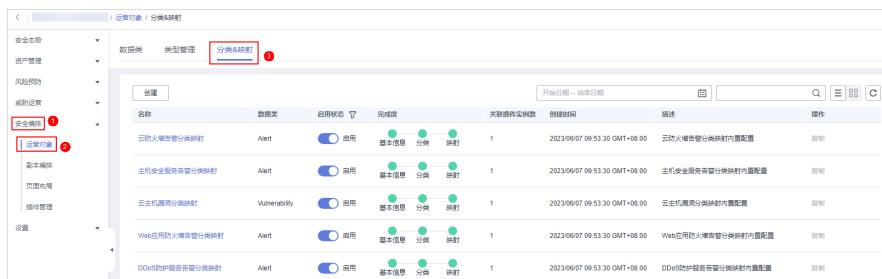 / 运营对象 / 分类&映射
安全态势
资产管理
风险预防
威胁运营
安全编排 1
运营对象 2
剧本编排
页面布局
插件管理
设置
数据类 类型管理 分类&映射 3
创建 开始日期 – 结束日期
名称 数据类 启用状态 完成度 关联插件实例数 创建时间 描述 操作
云防火墙告警分类映射 Alert 启用 基本信息 分类 映射 1 2023/06/07 09:53:30 GMT+08:00 云防火墙告警分类映射内置配置 复制
主机安全服务告警分类映射 Alert 启用 基本信息 分类 映射 1 2023/06/07 09:53:30 GMT+08:00 主机安全服务告警分类映射内置配置 复制
云主机漏洞分类映射 Vulnerability 启用 基本信息 分类 映射 1 2023/06/07 09:53:30 GMT+08:00 云主机漏洞分类映射内置配置 复制
Web应用防火墙告警分类映射 Alert 启用 基本信息 分类 映射 1 2023/06/07 09:53:30 GMT+08:00 Web应用防火墙告警分类映射内置配置 复制
DDoS防护服务告警分类映射 Alert 启用 基本信息 分类 映射 1 2023/06/07 09:53:30 GMT+08:00 DDoS防护服务告警分类映射内置配置 复制